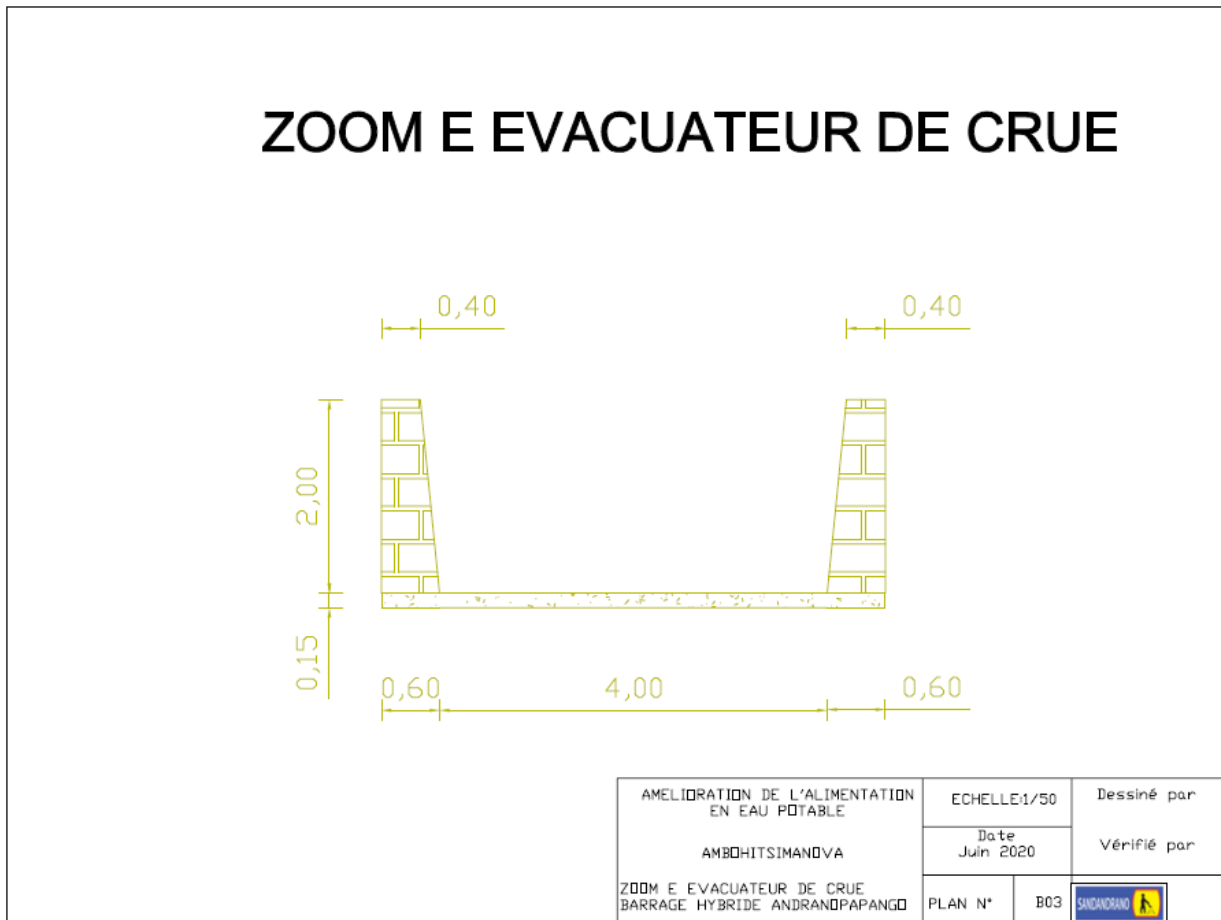 ZOOM E EVACUATEUR DE CRUE
0,40
0,40
2,00
0,15
0,60
4,00
0,60
AMELIORATION DE L'ALIMENTATION
EN EAU POTABLE
AMBOHITSIMANOVA
ZOOM E EVACUATEUR DE CRUE
BARRAGE HYBRIDE ANDRANOPAPANGO
ECHELLE:1/50
Date
Juin 2020
PLAN N° B03
Dessiné par
Vérifié par
SANDANDRANO